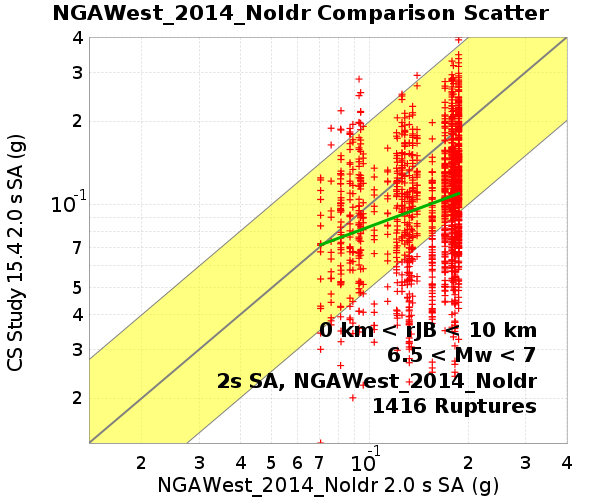 NGAWest_2014_NoIdr Comparison Scatter
4
3
2
10^-1
7
5
4
3
2
CS Study 15.4 2.0 s SA (g)
0 km < rJB < 10 km
6.5 < Mw < 7
2s SA, NGAWest_2014_NoIdr
1416 Ruptures
2 3 4 5 6 7 10^-1 2 3 4
NGAWest_2014_NoIdr 2.0 s SA (g)